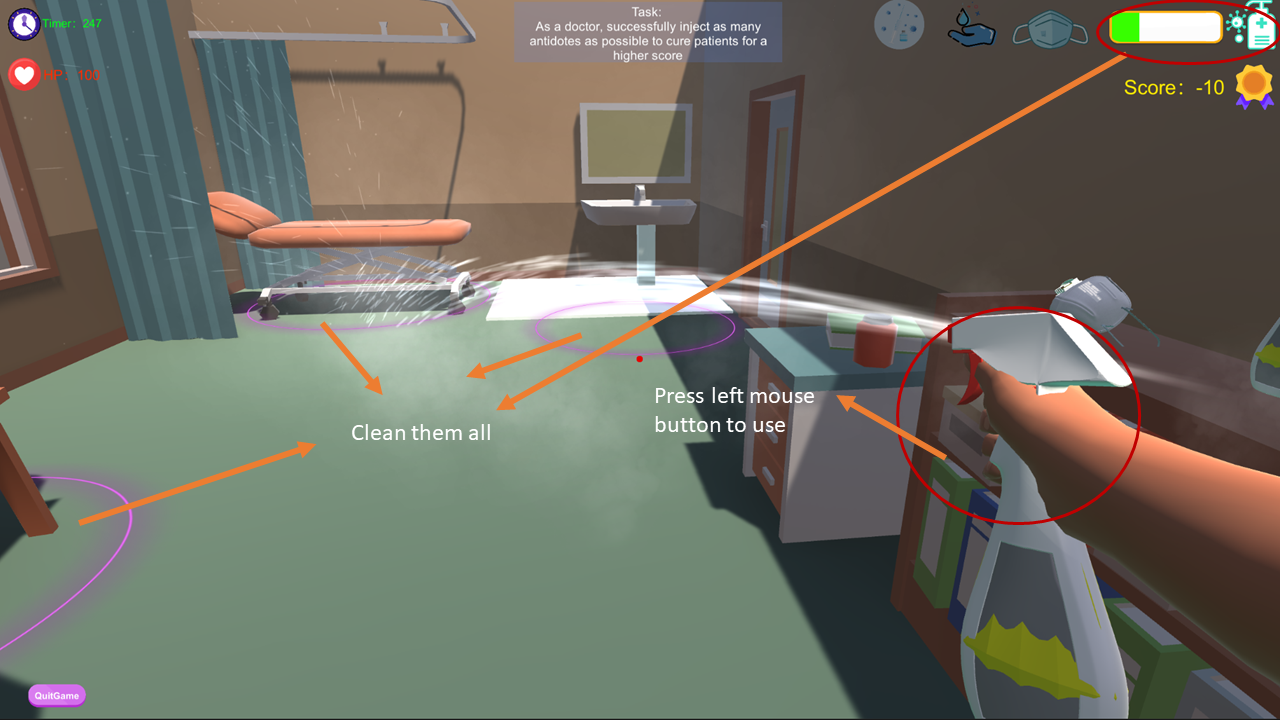 Timer: 247
Task:
As a doctor, successfully inject as many
antidotes as possible to cure patients for a
higher score
HP: 100
Score: -10
Press left mouse
button to use
Clean them all
QuitGame